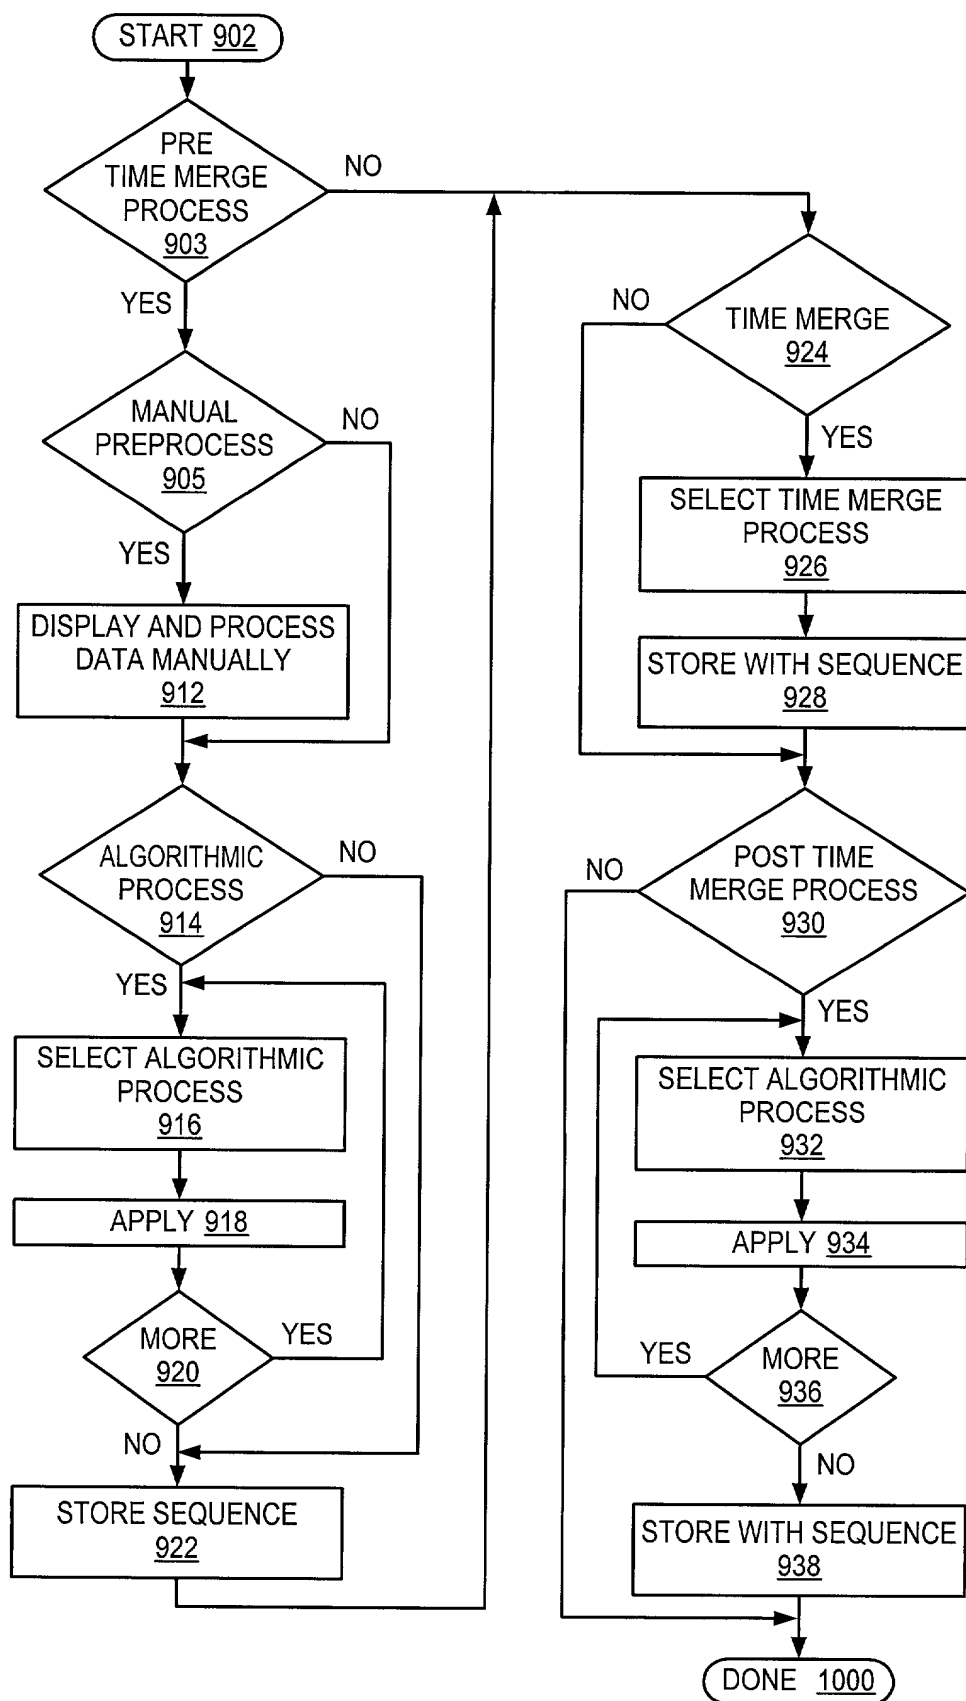 START 902
PRE
TIME MERGE
PROCESS
903
NO
YES
MANUAL
PREPROCESS
905
NO
YES
DISPLAY AND PROCESS
DATA MANUALLY
912
ALGORITHMIC
PROCESS
914
NO
YES
SELECT ALGORITHMIC
PROCESS
916
APPLY 918
MORE
920
YES
NO
STORE SEQUENCE
922
TIME MERGE
924
NO
YES
SELECT TIME MERGE
PROCESS
926
STORE WITH SEQUENCE
928
POST TIME
MERGE PROCESS
930
NO
YES
SELECT ALGORITHMIC
PROCESS
932
APPLY 934
MORE
936
YES
NO
STORE WITH SEQUENCE
938
DONE 1000